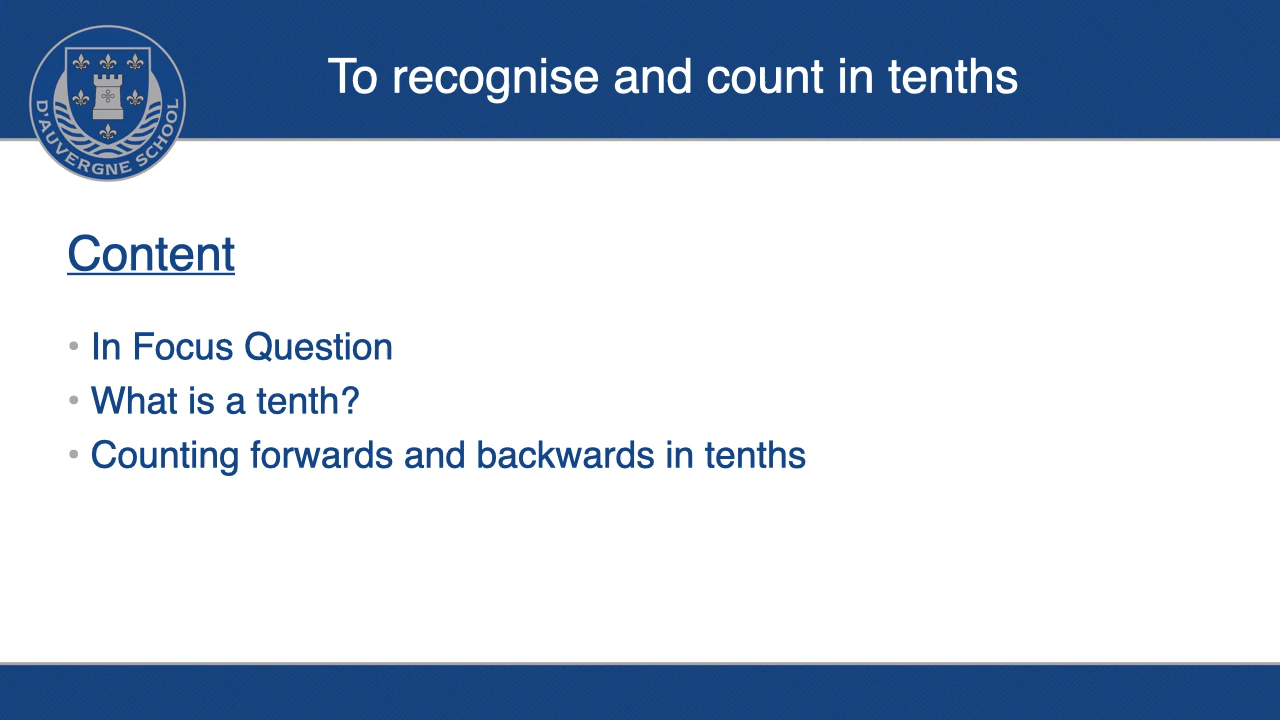 To recognise and count in tenths
D'AUVERGNE SCHOOL
Content
• In Focus Question
• What is a tenth?
• Counting forwards and backwards in tenths